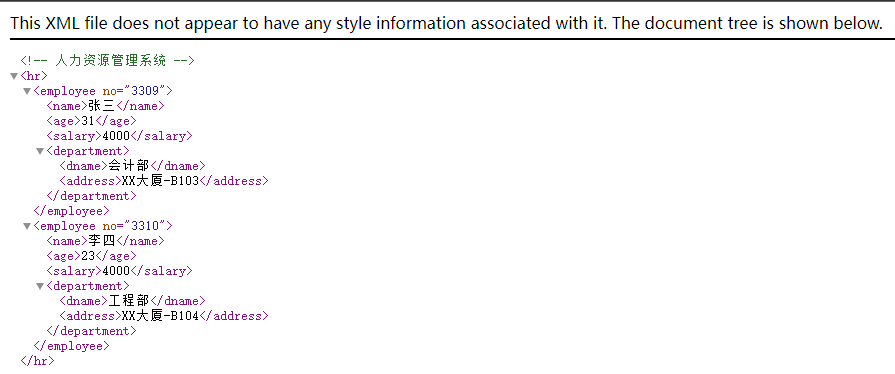 This XML file does not appear to have any style information associated with it. The document tree is shown below.
<!-- 人力资源管理系统 -->
▼<hr>
▼<employee no="3309">
<name>张三</name>
<age>31</age>
<salary>4000</salary>
▼<department>
<dname>会计部</dname>
<address>XX大厦-B103</address>
</department>
</employee>
▼<employee no="3310">
<name>李四</name>
<age>23</age>
<salary>4000</salary>
▼<department>
<dname>工程部</dname>
<address>XX大厦-B104</address>
</department>
</employee>
</hr>